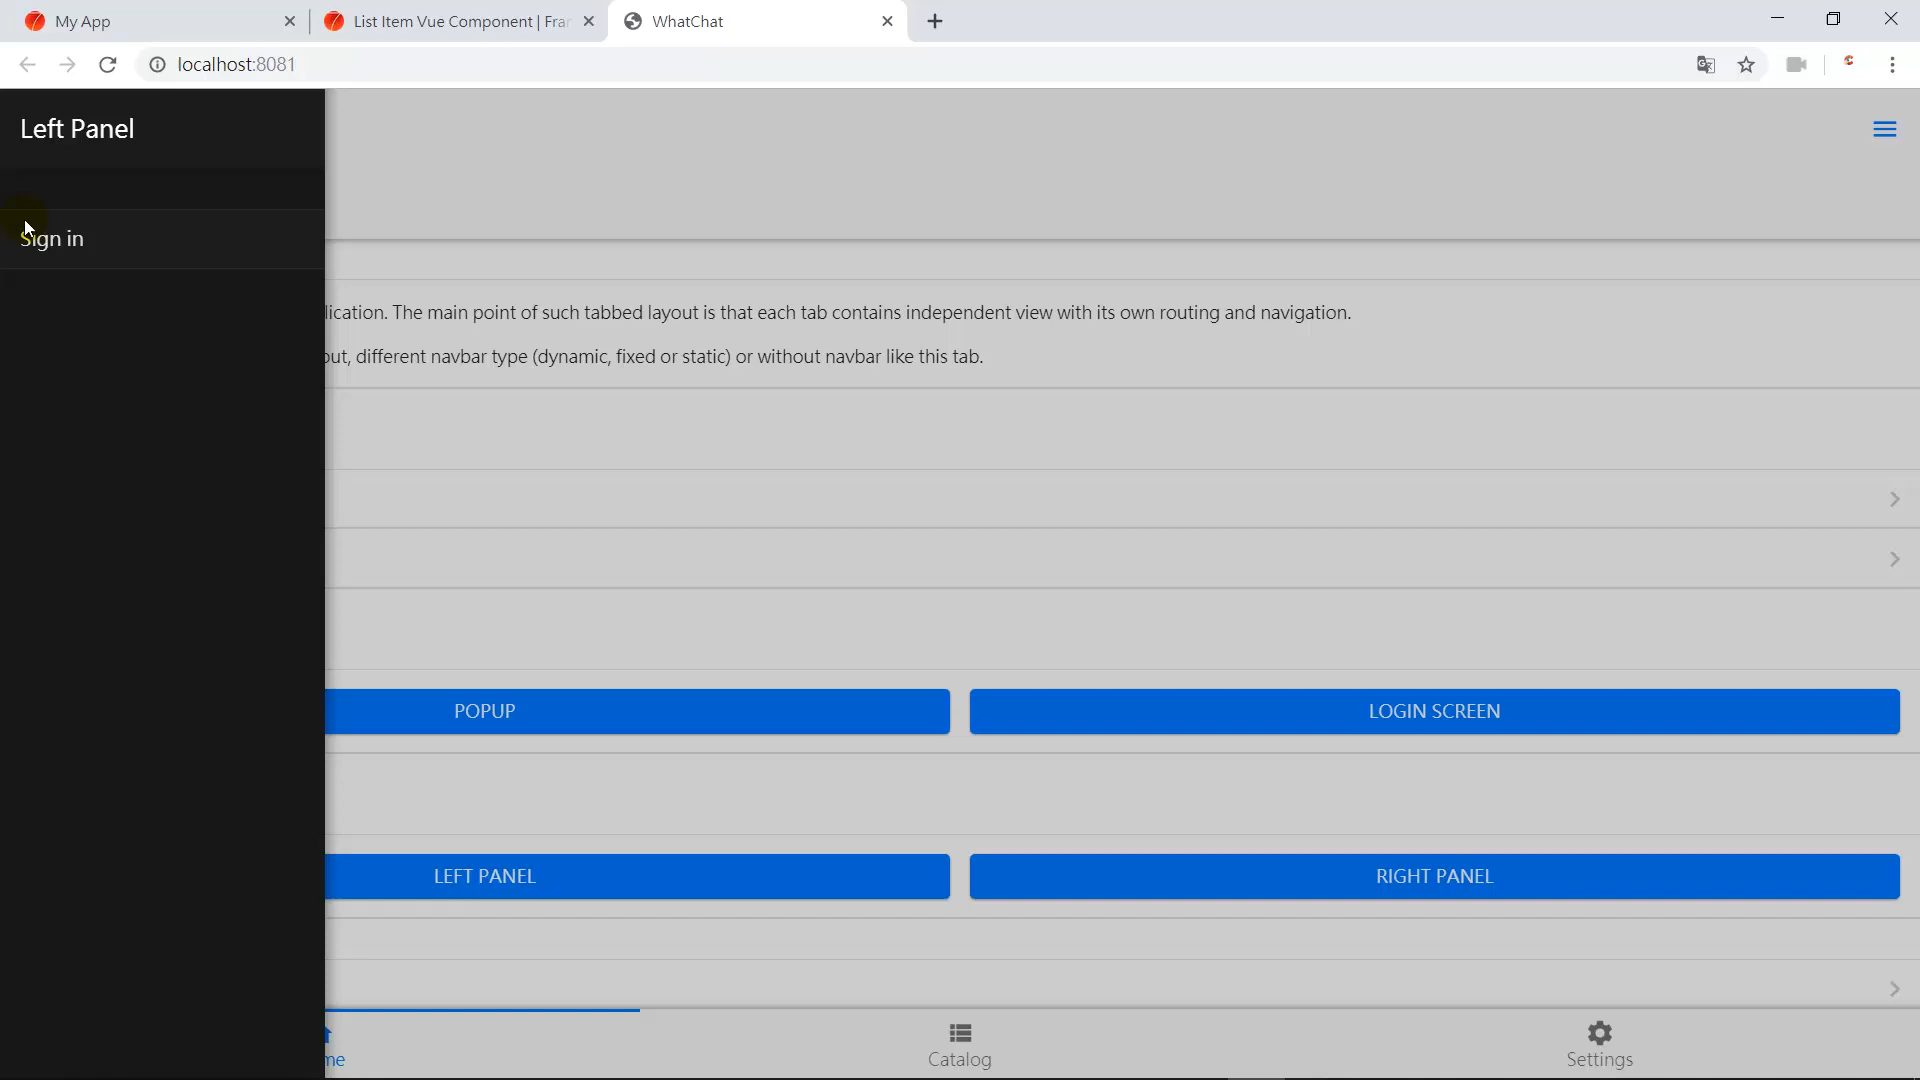 My App
List Item Vue Component | Fra
WhatChat
localhost:8081
Left Panel
Sign in
lication. The main point of such tabbed layout is that each tab contains independent view with its own routing and navigation.
out, different navbar type (dynamic, fixed or static) or without navbar like this tab.
POPUP
LOGIN SCREEN
LEFT PANEL
RIGHT PANEL
me
Catalog
Settings